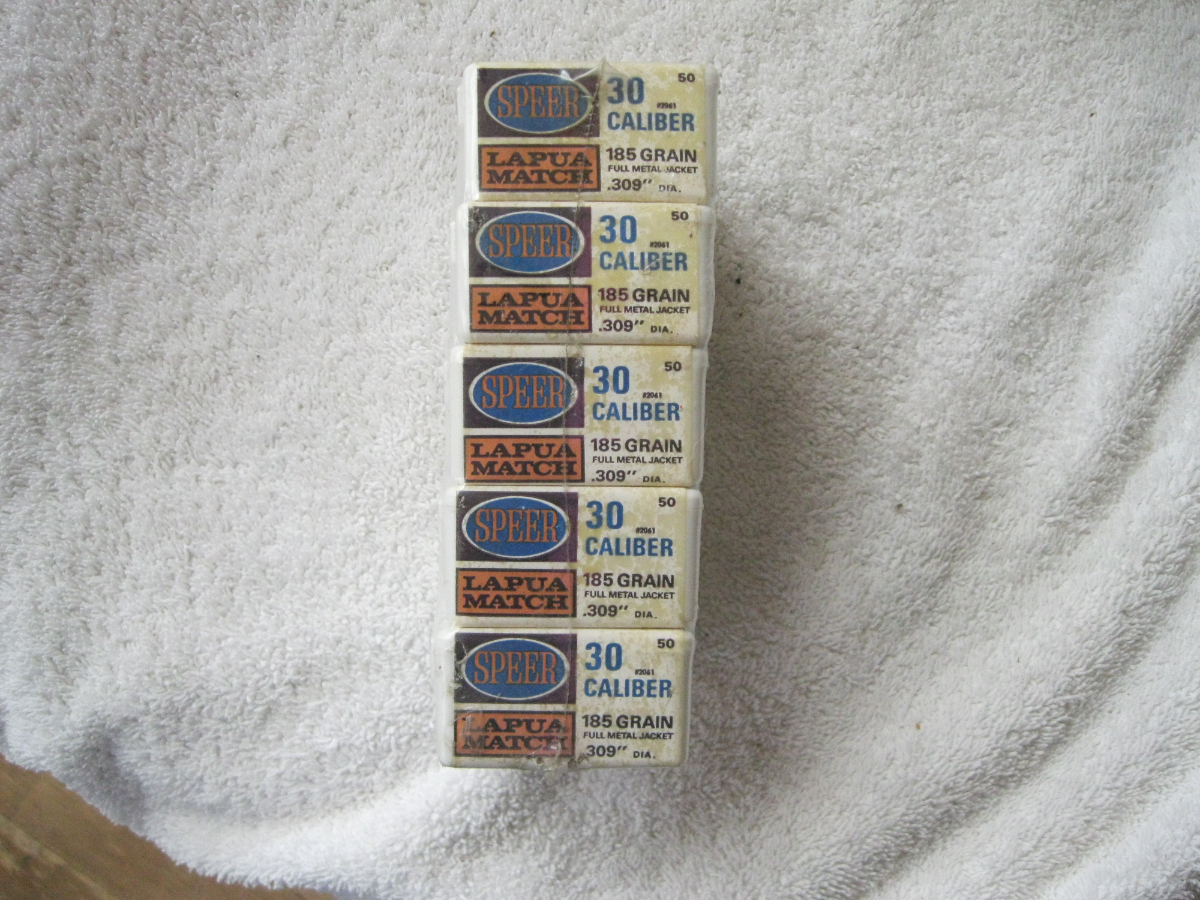 50
SPEER 30 #2061
CALIBER
LAPUA 185 GRAIN
MATCH FULL METAL JACKET
.309″ DIA.
50
SPEER 30 #2061
CALIBER
LAPUA 185 GRAIN
MATCH FULL METAL JACKET
.309″ DIA.
50
SPEER 30 #2061
CALIBER
LAPUA 185 GRAIN
MATCH FULL METAL JACKET
.309″ DIA.
50
SPEER 30 #2061
CALIBER
LAPUA 185 GRAIN
MATCH FULL METAL JACKET
.309″ DIA.
50
SPEER 30 #2061
CALIBER
LAPUA 185 GRAIN
MATCH FULL METAL JACKET
.309″ DIA.